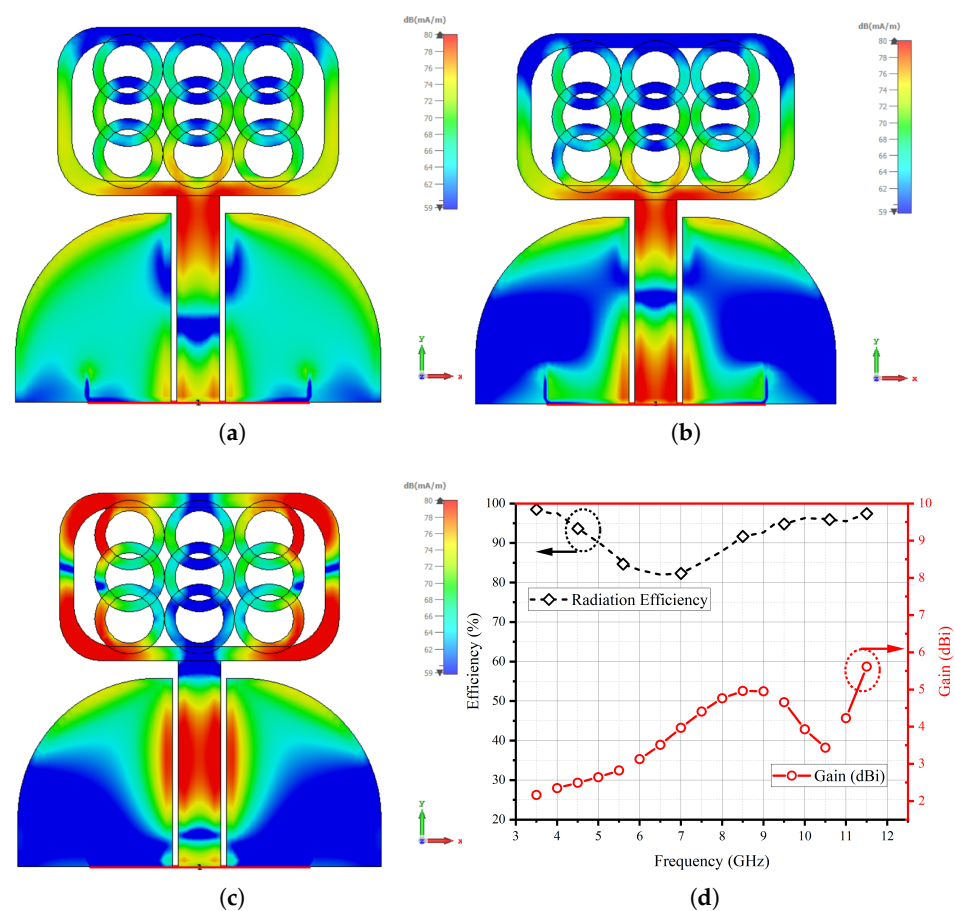 dB(mA/m)
80
78
76
74
72
70
68
66
64
62
59
y
x
(a)
dB(mA/m)
80
78
76
74
72
70
68
66
64
62
59
y
x
(b)
dB(mA/m)
80
78
76
74
72
70
68
66
64
62
59
y
x
(c)
100
90
80
70
60
50
40
30
20
Efficiency (%)
10
9
8
7
6
5
4
3
2
Gain (dBi)
Radiation Efficiency
Gain (dBi)
3 4 5 6 7 8 9 10 11 12
Frequency (GHz)
(d)